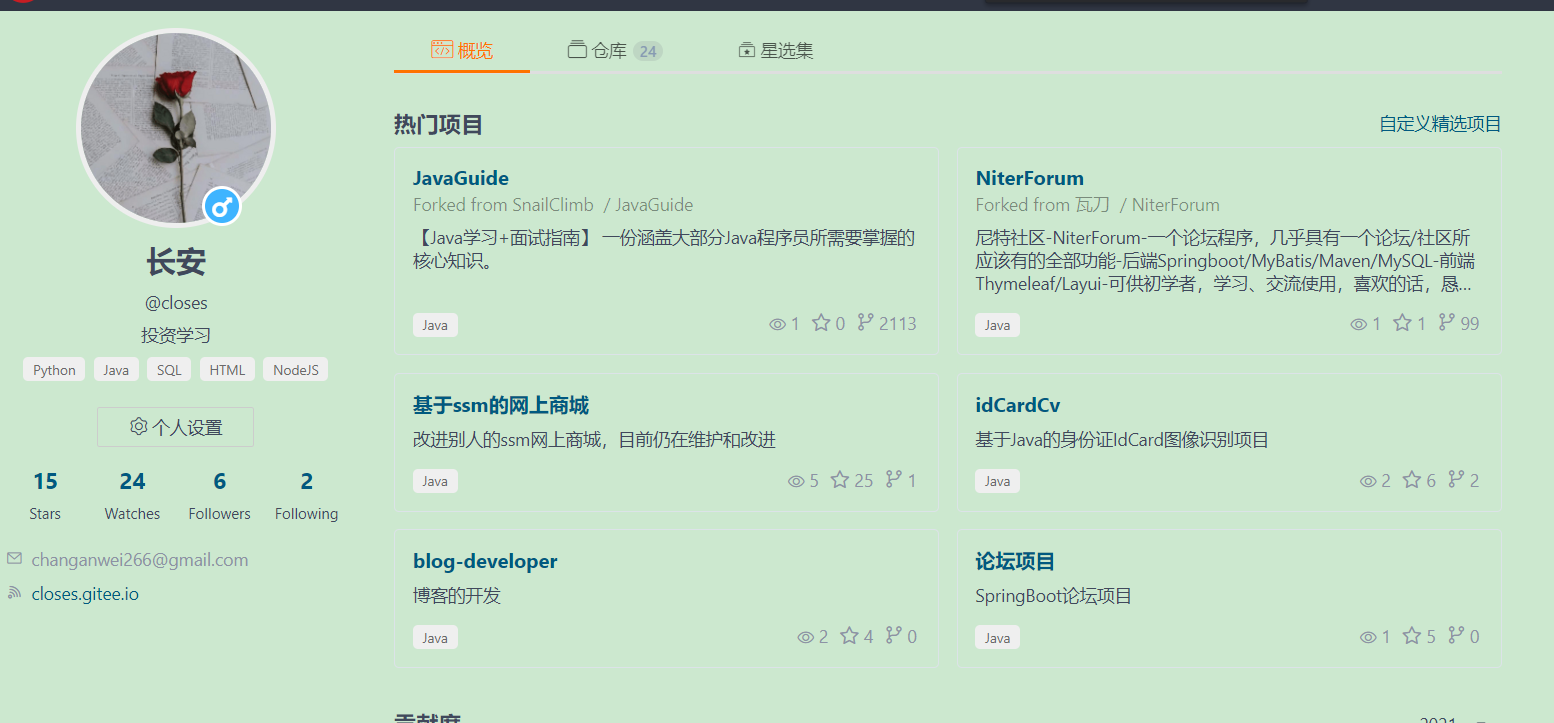 概览
仓库 24
星选集
长安
@closes
投资学习
Python Java SQL HTML NodeJS
个人设置
15 24 6 2
Stars Watches Followers Following
changanwei266@gmail.com
closes.gitee.io
热门项目
自定义精选项目
JavaGuide
Forked from SnailClimb / JavaGuide
【Java学习+面试指南】 一份涵盖大部分Java程序员所需要掌握的
核心知识。
Java 1 0 2113
NiterForum
Forked from 瓦刀 / NiterForum
尼特社区-NiterForum-一个论坛程序，几乎具有一个论坛/社区所
应该有的全部功能-后端Springboot/MyBatis/Maven/MySQL-前端
Thymeleaf/Layui-可供初学者，学习、交流使用，喜欢的话，恳...
Java 1 1 99
基于ssm的网上商城
改进别人的ssm网上商城，目前仍在维护和改进
Java 5 25 1
idCardCv
基于Java的身份证IdCard图像识别项目
Java 2 6 2
blog-developer
博客的开发
Java 2 4 0
论坛项目
SpringBoot论坛项目
Java 1 5 0
贡献度
2021